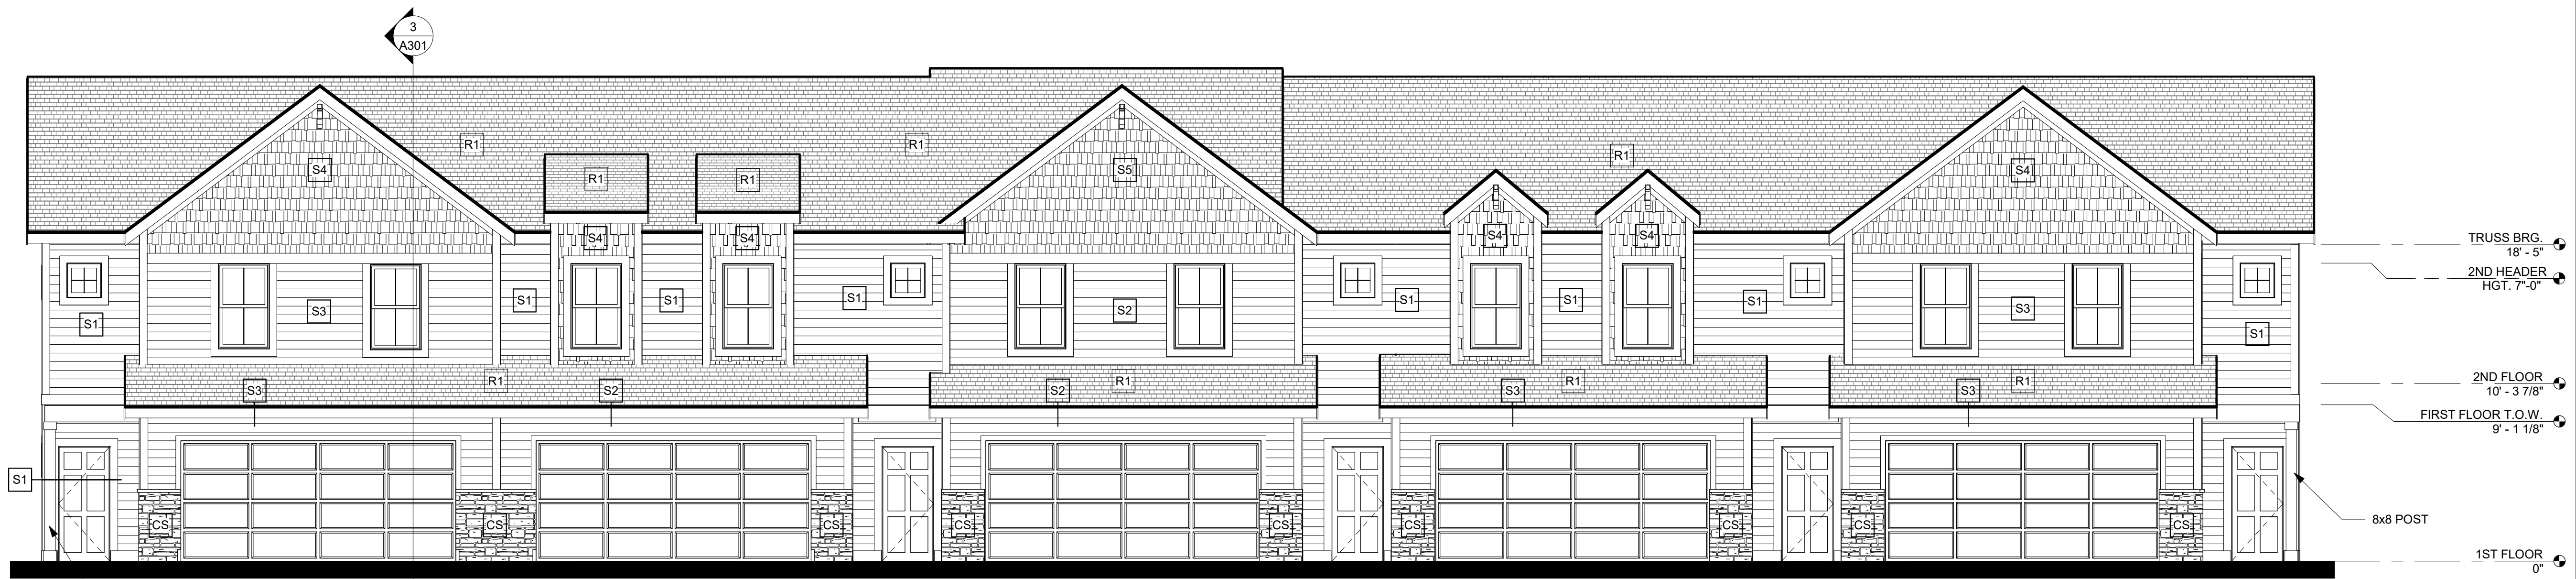 3
A301
R1
R1
R1
S4
S5
S4
R1
R1
S4
S4
S4
S4
TRUSS BRG.
18' - 5"
2ND HEADER
HGT. 7"-0"
S1
S3
S1
S1
S1
S2
S1
S1
S1
S3
S1
R1
S3
S2
R1
S2
R1
S3
R1
S3
2ND FLOOR
10' - 3 7/8"
FIRST FLOOR T.O.W.
9' - 1 1/8"
S1
CS
CS
CS
CS
CS
CS
CS
CS
CS
8x8 POST
1ST FLOOR
0"